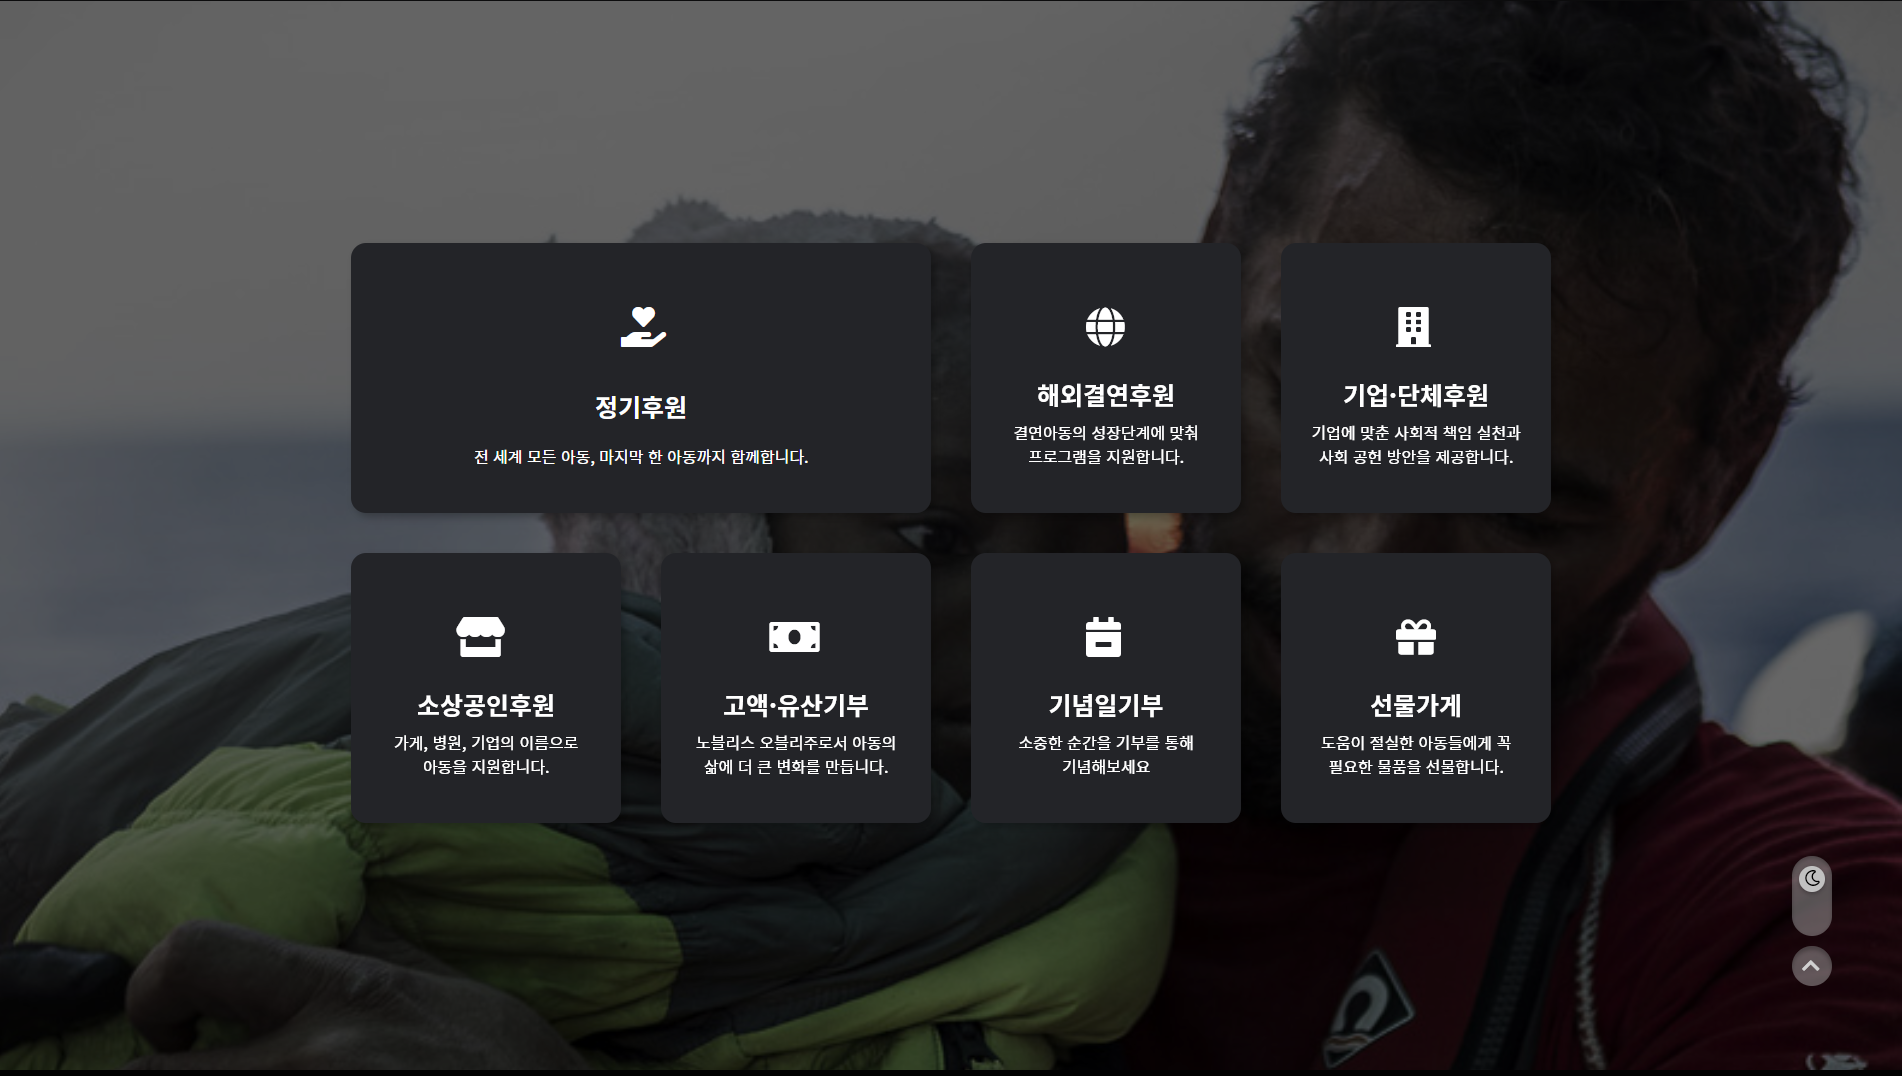 정기후원
전 세계 모든 아동, 마지막 한 아동까지 함께합니다.
해외결연후원
결연아동의 성장단계에 맞춰
프로그램을 지원합니다.
기업·단체후원
기업에 맞춘 사회적 책임 실천과
사회 공헌 방안을 제공합니다.
소상공인후원
가게, 병원, 기업의 이름으로
아동을 지원합니다.
고액·유산기부
노블리스 오블리주로서 아동의
삶에 더 큰 변화를 만듭니다.
기념일기부
소중한 순간을 기부를 통해
기념해보세요
선물가게
도움이 절실한 아동들에게 꼭
필요한 물품을 선물합니다.